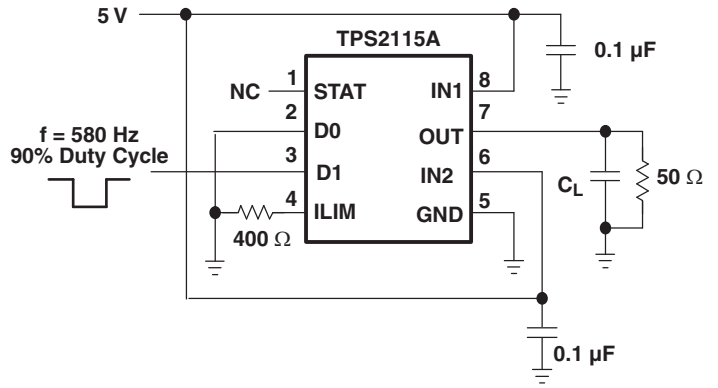 5 V
TPS2115A
0.1 µF
NC
1
STAT
IN1
8
2
D0
7
OUT
f = 580 Hz
90% Duty Cycle
3
D1
6
IN2
CL
50 Ω
4
ILIM
5
GND
400 Ω
0.1 µF